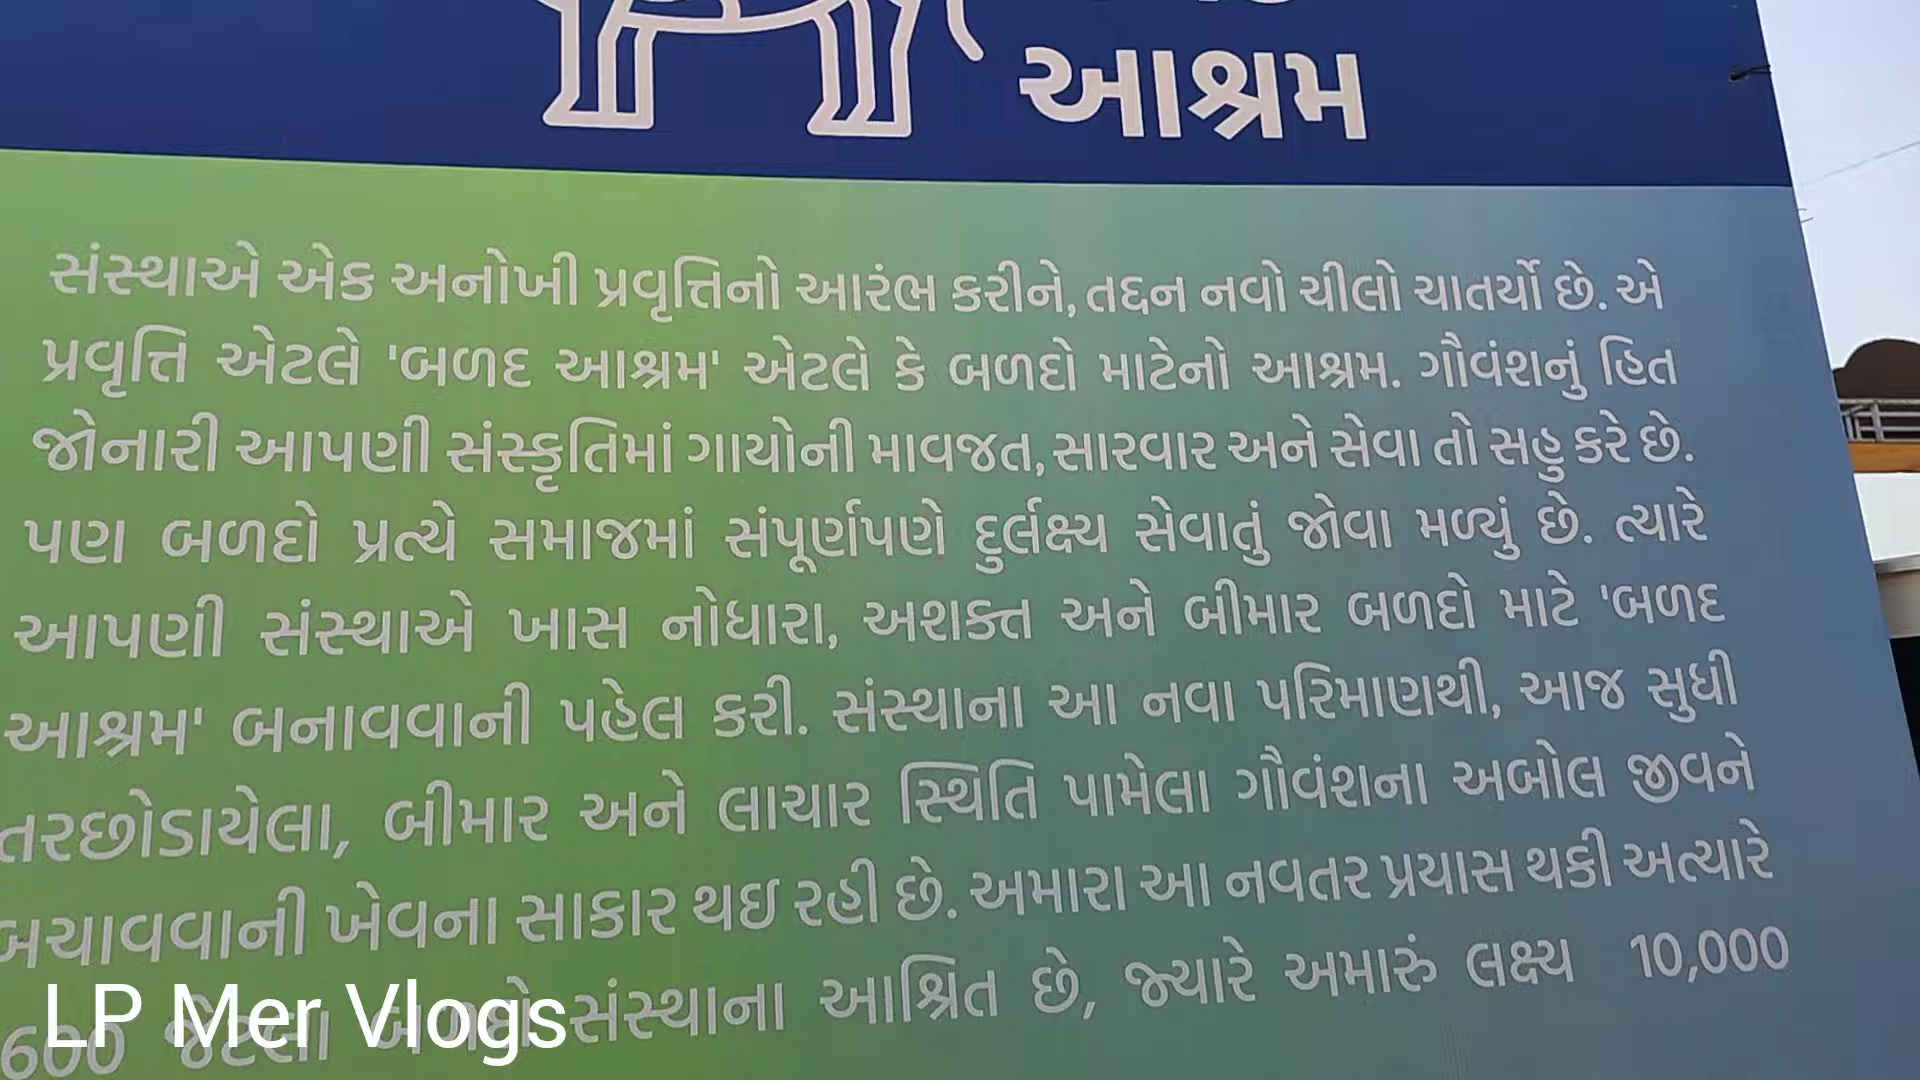 આશ્રમ
સંસ્થાએ એક અનોખી પ્રવૃત્તિનો આરંભ કરીને, તદ્દન નવો ચીલો ચાતર્યો છે. એ
પ્રવૃત્તિ એટલે 'બળદ આશ્રમ' એટલે કે બળદો માટેનો આશ્રમ. ગૌવંશનું હિત
જોનારી આપણી સંસ્કૃતિમાં ગાયોની માવજત, સારવાર અને સેવા તો સહુ કરે છે.
પણ બળદો પ્રત્યે સમાજમાં સંપૂર્ણપણે દુર્લક્ષ્ય સેવાતું જોવા મળ્યું છે. ત્યારે
આપણી સંસ્થાએ ખાસ નોધારા, અશક્ત અને બીમાર બળદો માટે 'બળદ
આશ્રમ' બનાવવાની પહેલ કરી. સંસ્થાના આ નવા પરિમાણથી, આજ સુધી
તરછોડાયેલા, બીમાર અને લાચાર સ્થિતિ પામેલા ગૌવંશના અબોલ જીવને
બચાવવાની ખેવના સાકાર થઇ રહી છે. અમારા આ નવતર પ્રયાસ થકી અત્યારે
600 જેટલા બળદો સંસ્થાના આશ્રિત છે, જ્યારે અમારું લક્ષ્ય 10,000
LP Mer Vlogs